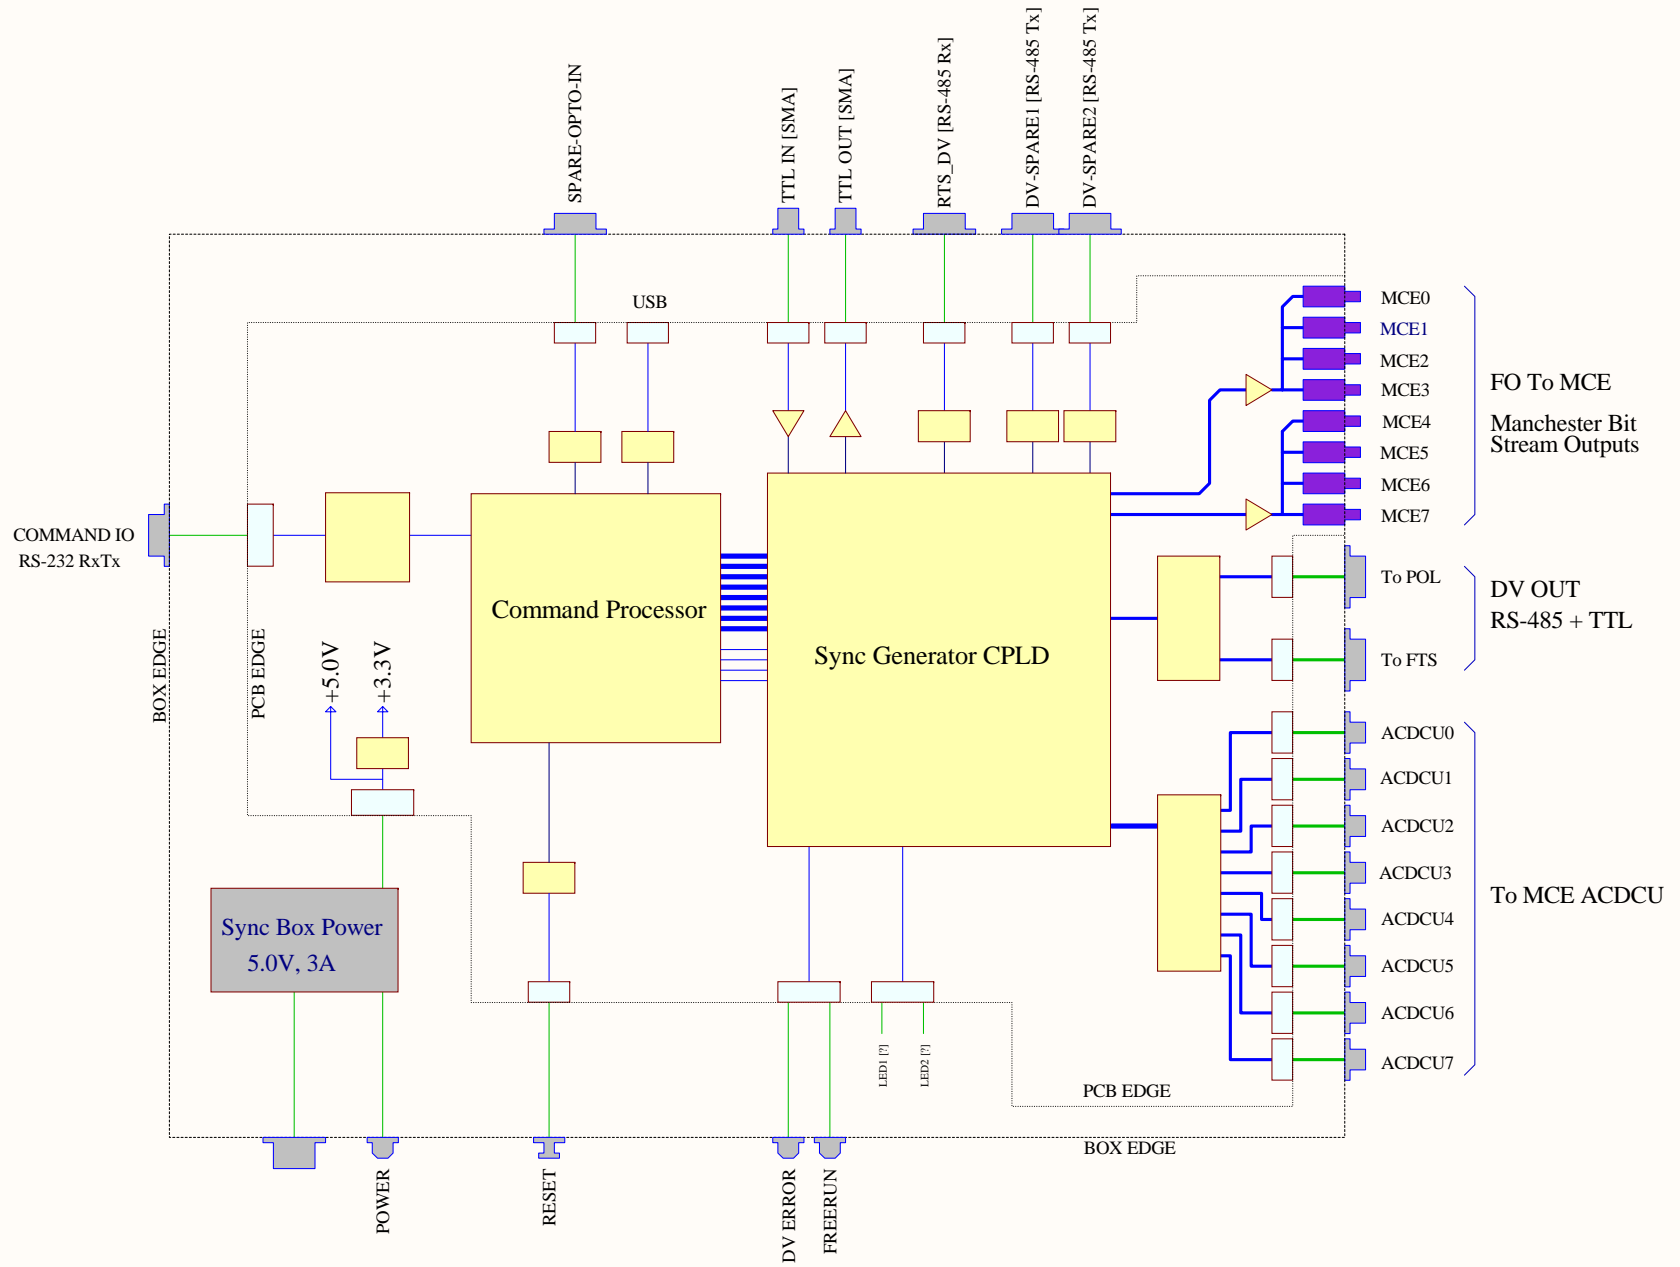 SPARE-OPTO-IN
TTL IN [SMA]
TTL OUT [SMA]
RTS_DV [RS-485 Rx]
DV-SPARE1 [RS-485 Tx]
DV-SPARE2 [RS-485 Tx]
USB
MCE0
MCE1
MCE2
MCE3
MCE4
MCE5
MCE6
MCE7
FO To MCE
Manchester Bit
Stream Outputs
COMMAND IO
RS-232 RxTx
BOX EDGE
PCB EDGE
+5.0V
+3.3V
Command Processor
Sync Generator CPLD
To POL
To FTS
DV OUT
RS-485 + TTL
ACDCU0
ACDCU1
ACDCU2
ACDCU3
ACDCU4
ACDCU5
ACDCU6
ACDCU7
To MCE ACDCU
Sync Box Power
5.0V, 3A
LED1 [?]
LED2 [?]
PCB EDGE
BOX EDGE
POWER
RESET
DV ERROR
FREERUN